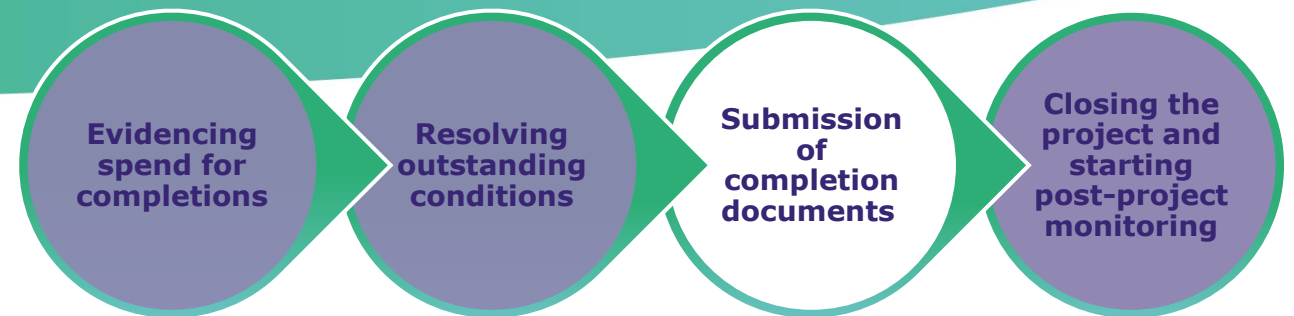 Evidencing
spend for
completions
Resolving
outstanding
conditions
Submission
of
completion
documents
Closing the
project and
starting
post-project
monitoring